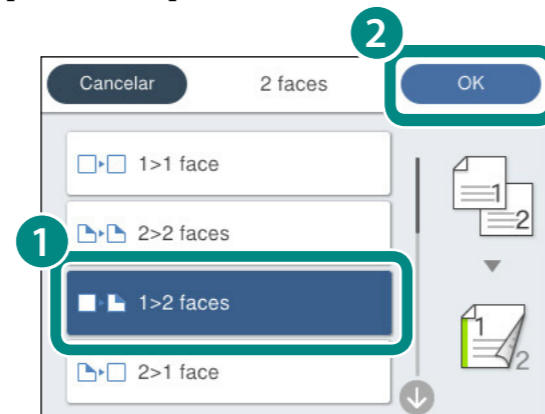 2
Cancelar 2 faces OK
1>1 face
1
2
1 2>2 faces
1>2 faces
1
2
2>1 face